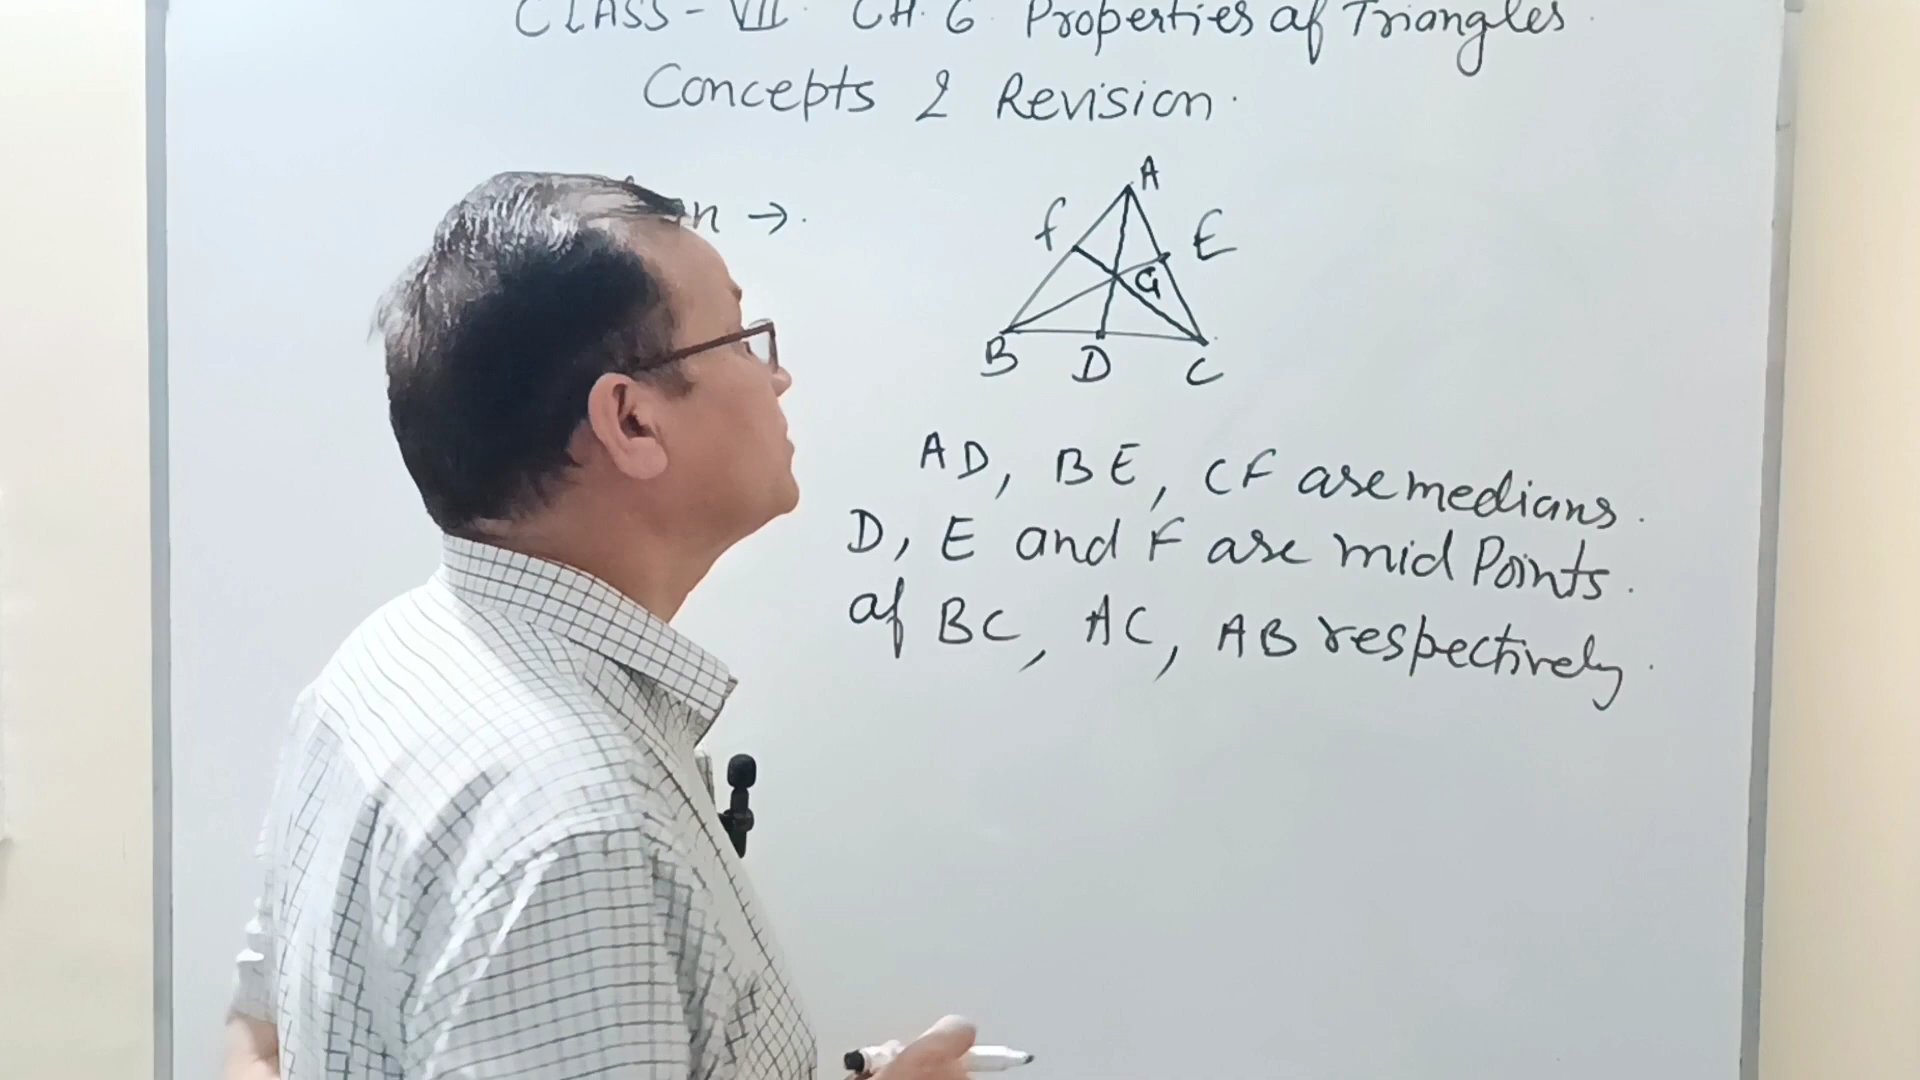 CLASS - VII. CH. 6 Properties of Triangles.
Concepts & Revision.
→.
A
F E
G
B D C
AD, BE, CF are medians.
D, E and F are mid Points.
of BC, AC, AB respectively.